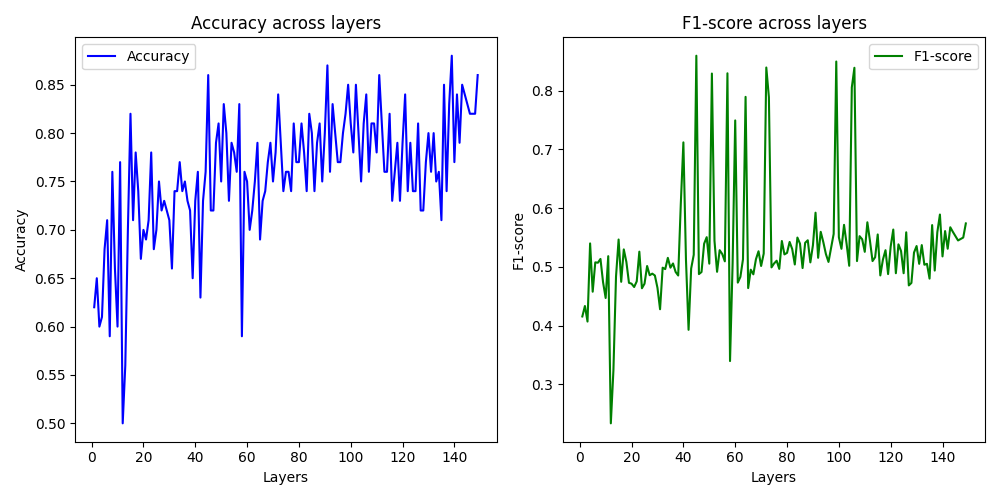 Accuracy across layers
Accuracy
0.85
0.80
0.75
0.70
0.65
0.60
0.55
0.50
Accuracy
0 20 40 60 80 100 120 140
Layers
F1-score across layers
F1-score
0.8
0.7
0.6
0.5
0.4
0.3
F1-score
0 20 40 60 80 100 120 140
Layers